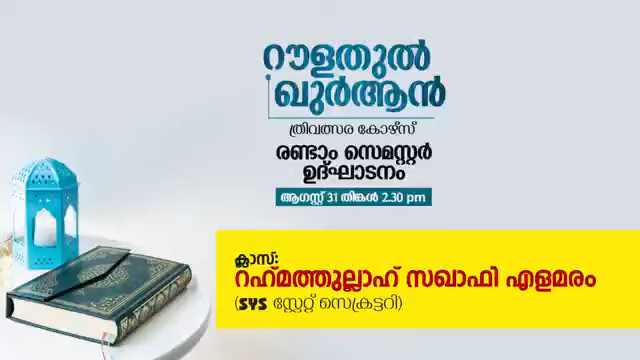 റൗളതുൽ
ഖുർആൻ
ത്രിവത്സര കോഴ്സ്
രണ്ടാം സെമസ്റ്റർ
ഉദ്ഘാടനം
ആഗസ്റ്റ് 31 തിങ്കൾ 2.30 pm
ക്ലാസ്:
റഹ്‌മത്തുല്ലാഹ് സഖാഫി എളമരം
(SYS സ്റ്റേറ്റ് സെക്രട്ടറി)